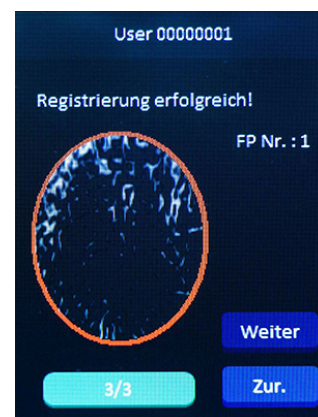 User 00000001
Registrierung erfolgreich!
FP Nr. : 1
Weiter
3/3
Zur.